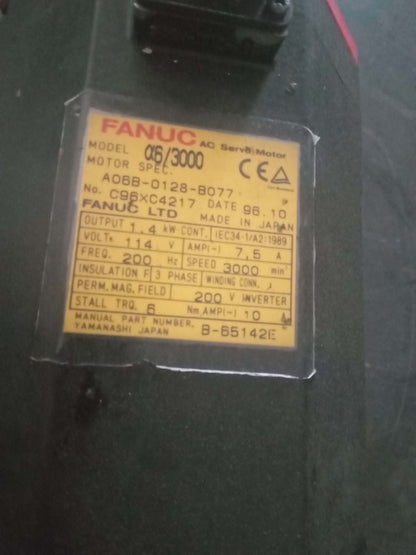 FANUC AC Servo Motor
MODEL α6/3000
MOTOR SPEC.
A06B-0128-B077 CE
No. C96XC4217 DATE 96.10
FANUC LTD MADE IN JAPAN
OUTPUT 1.4 kW CONT. IEC34-1/A2:1989
VOLT~ 114 V AMP(~) 7,5 A
FREQ. 200 Hz SPEED 3000 min⁻¹
INSULATION F 3 PHASE WINDING CONN. 人
PERM. MAG. FIELD 200 V INVERTER
STALL TRQ. 6 Nm AMP(~) 10 A
MANUAL PART NUMBER. B-65142E
YAMANASHI JAPAN